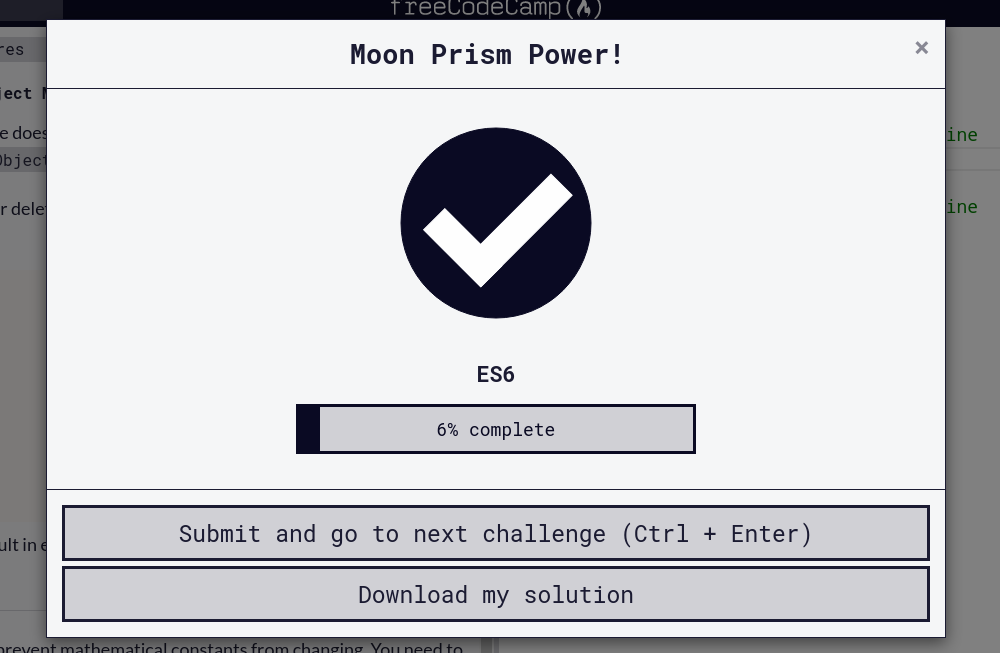 freeCodeCamp(🔥)
Moon Prism Power!
×
res
ject
e does
Object
r delet
ine
ine
ES6
6% complete
Submit and go to next challenge (Ctrl + Enter)
ult in e
Download my solution
prevent mathematical constants from changing. You need to